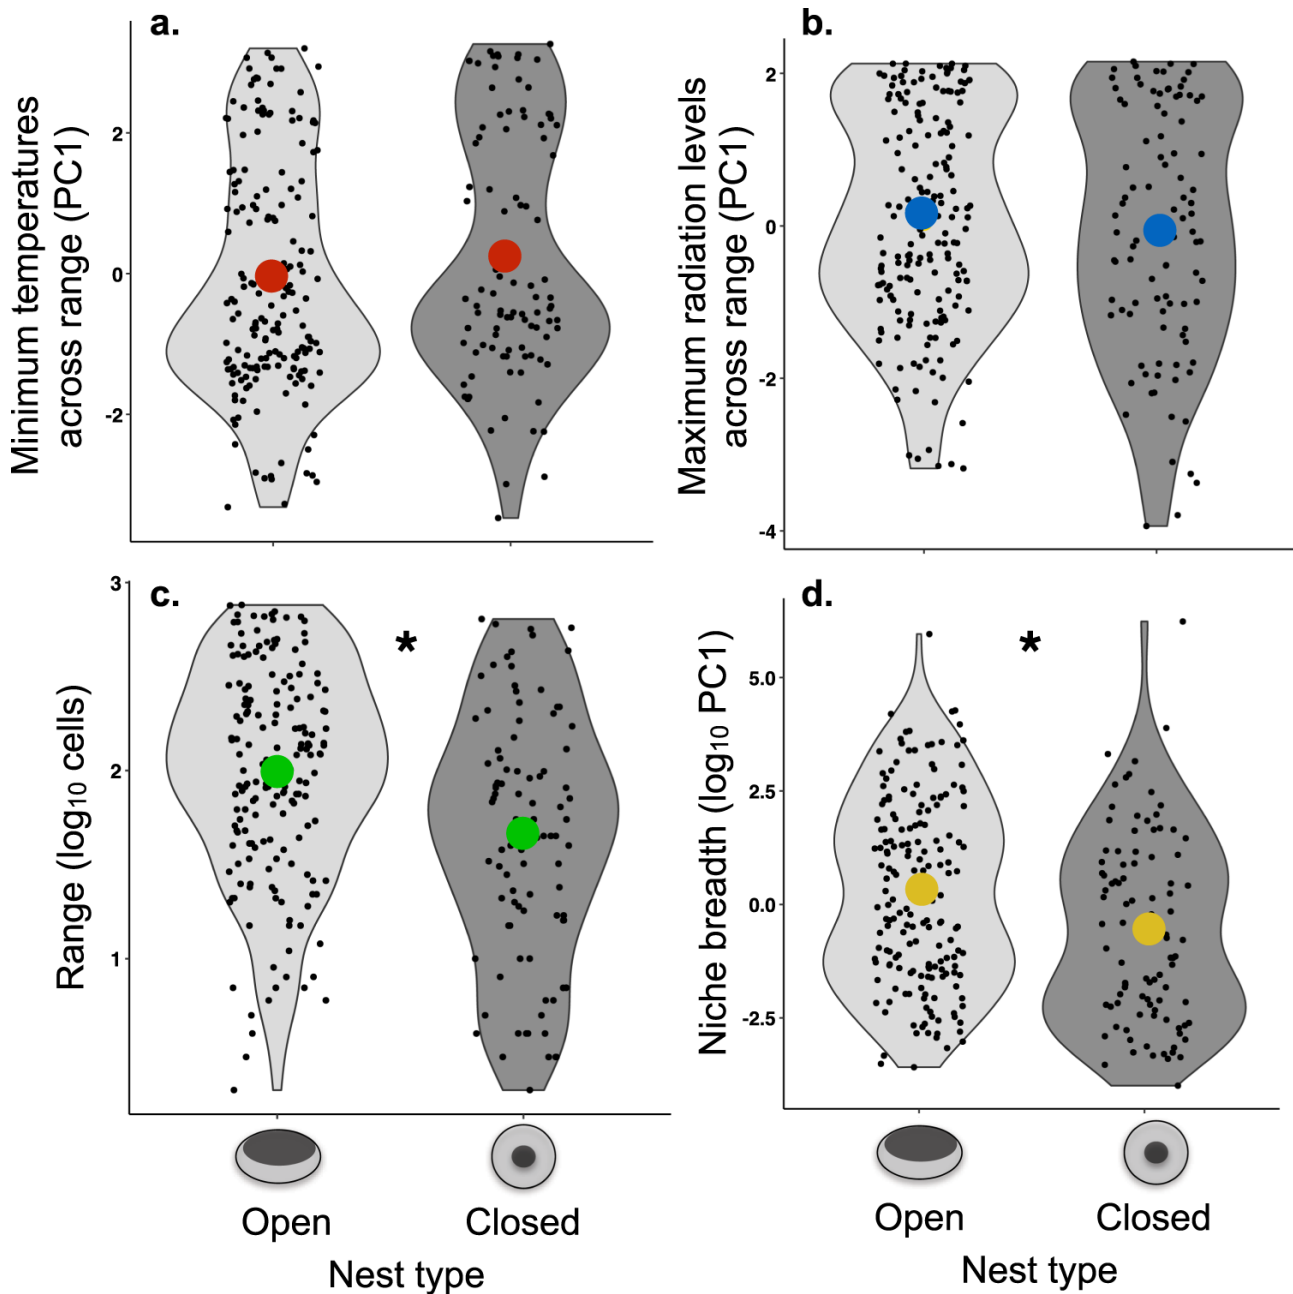 a.
Minimum temperatures
across range (PC1)
2
0
-2
b.
Maximum radiation levels
across range (PC1)
2
0
-2
-4
c.
*
Range (log₁₀ cells)
3
2
1
Open
Closed
Nest type
d.
*
Niche breadth (log₁₀ PC1)
5.0
2.5
0.0
-2.5
Open
Closed
Nest type